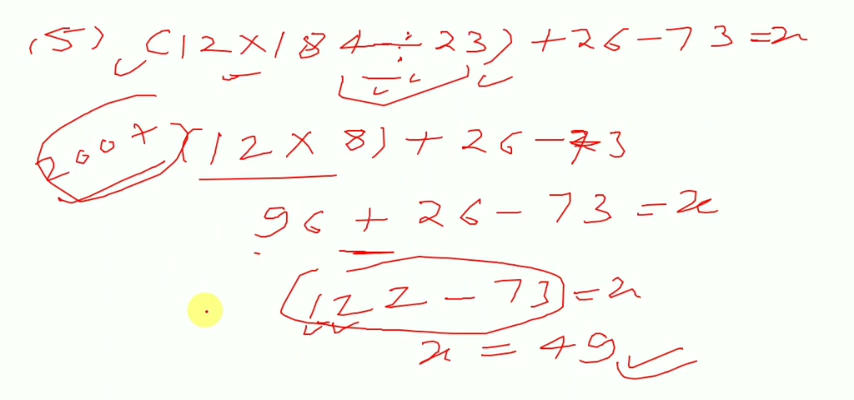 (5) (12×184÷23)+26-73=x
200+ (12×8)+26-73
96+26-73=x
(122-73)=x
x=49